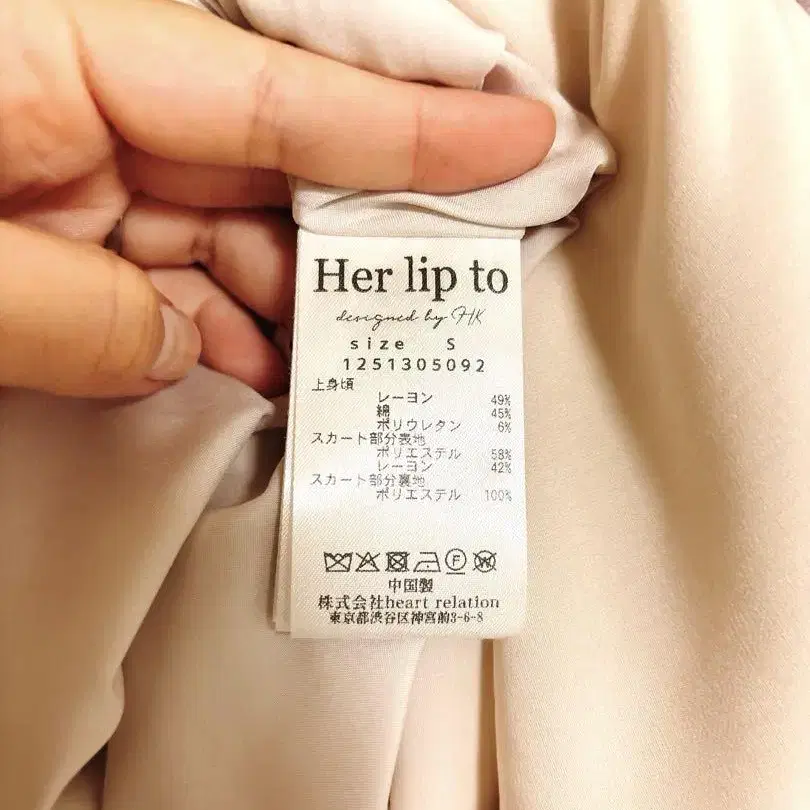 Her lip to
designed by HK
size S
1251305092
上身頃
レーヨン 49%
綿 45%
ポリウレタン 6%
スカート部分表地
ポリエステル 58%
レーヨン 42%
スカート部分裏地
ポリエステル 100%
F W
中国製
株式会社heart relation
東京都渋谷区神宮前3-6-8